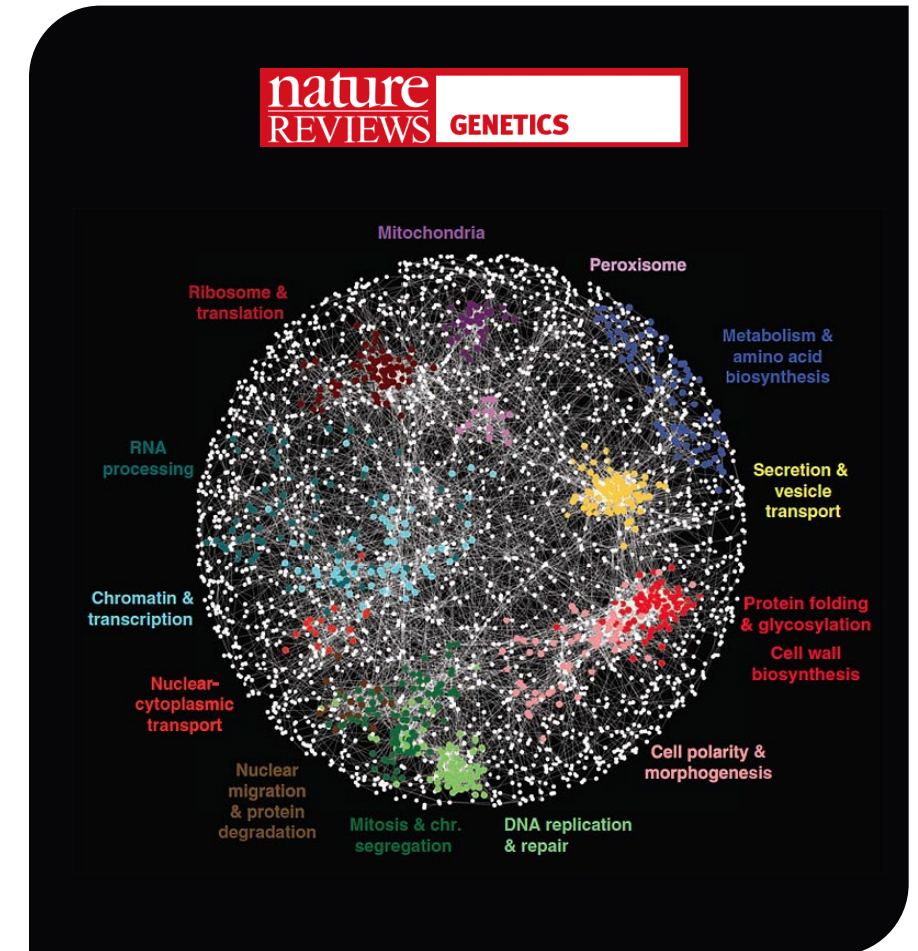 nature
REVIEWS GENETICS
Mitochondria
Peroxisome
Ribosome &
translation
Metabolism &
amino acid
biosynthesis
RNA
processing
Secretion &
vesicle
transport
Chromatin &
transcription
Protein folding
& glycosylation
Cell wall
biosynthesis
Nuclear-
cytoplasmic
transport
Cell polarity &
morphogenesis
Nuclear
migration
& protein
degradation
Mitosis & chr.
segregation
DNA replication
& repair